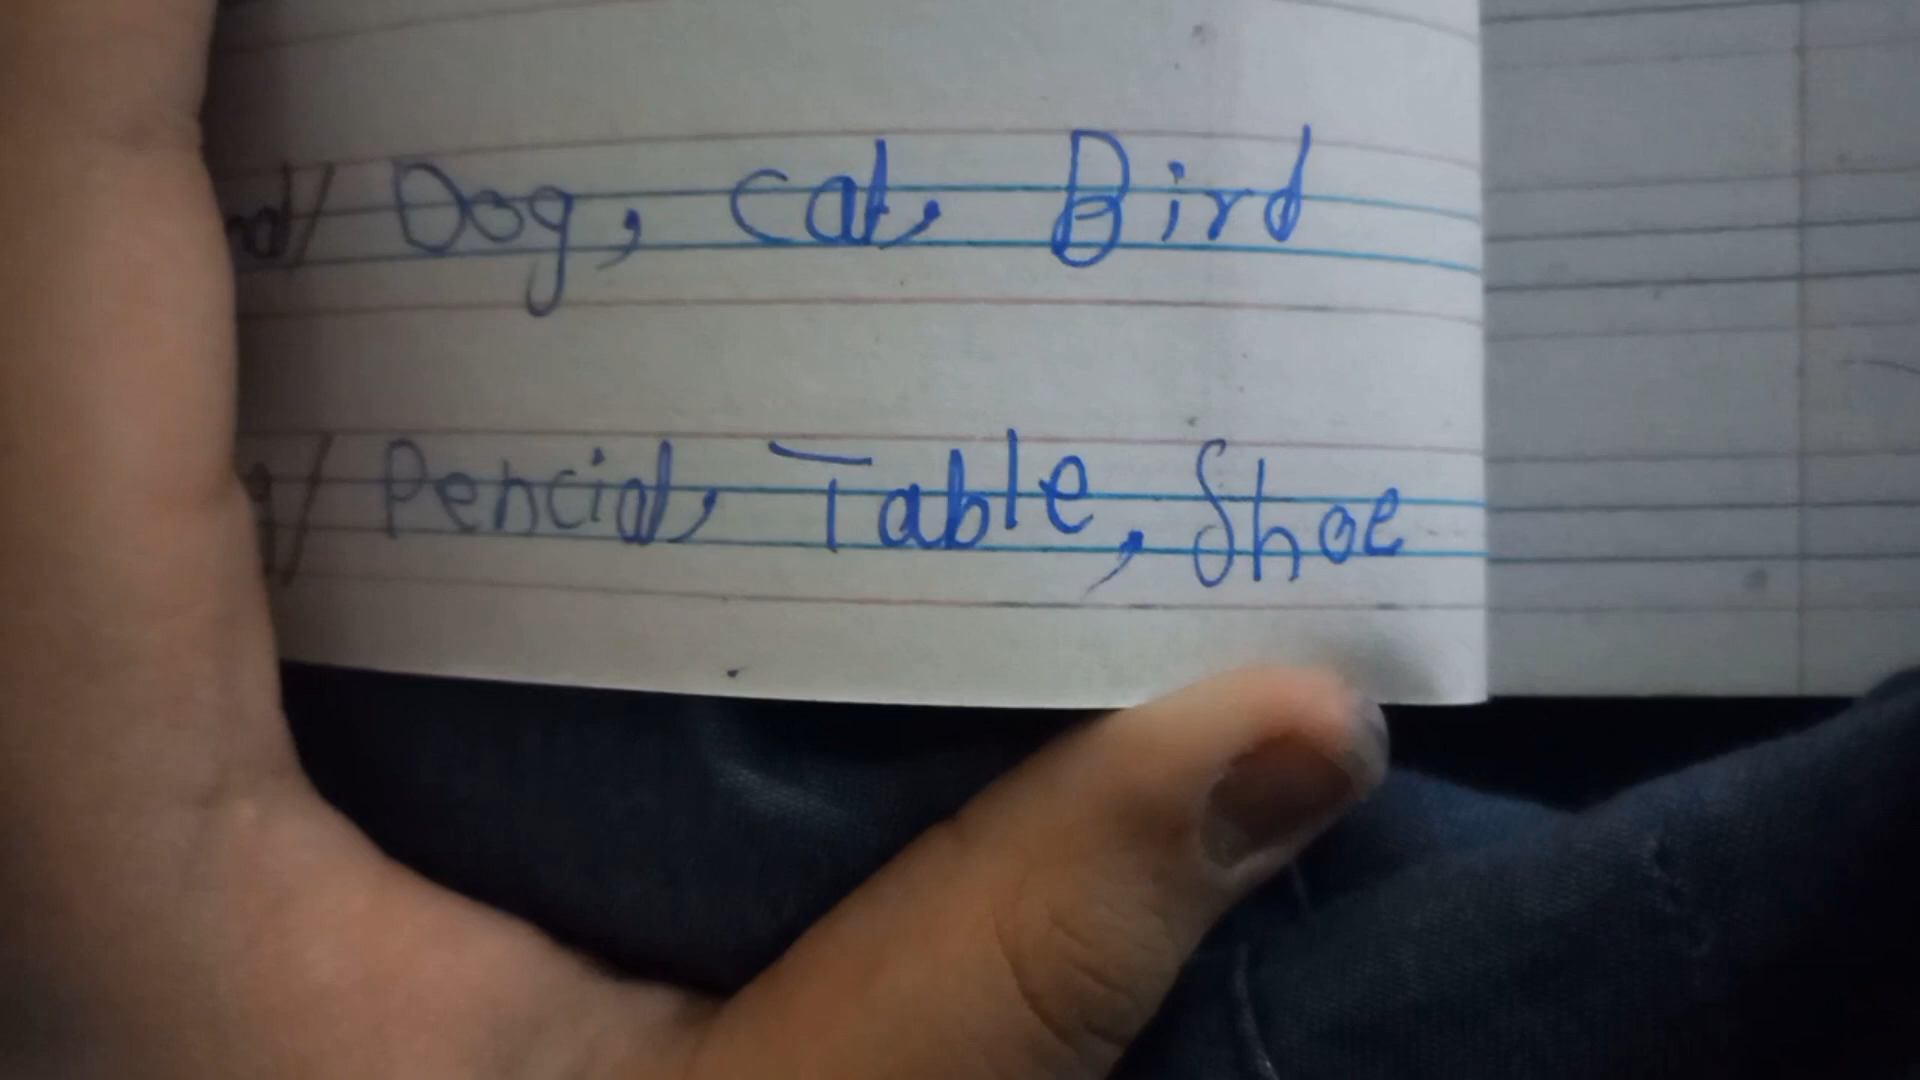 Dog, cat, Bird
Pencial, Table, Shoe